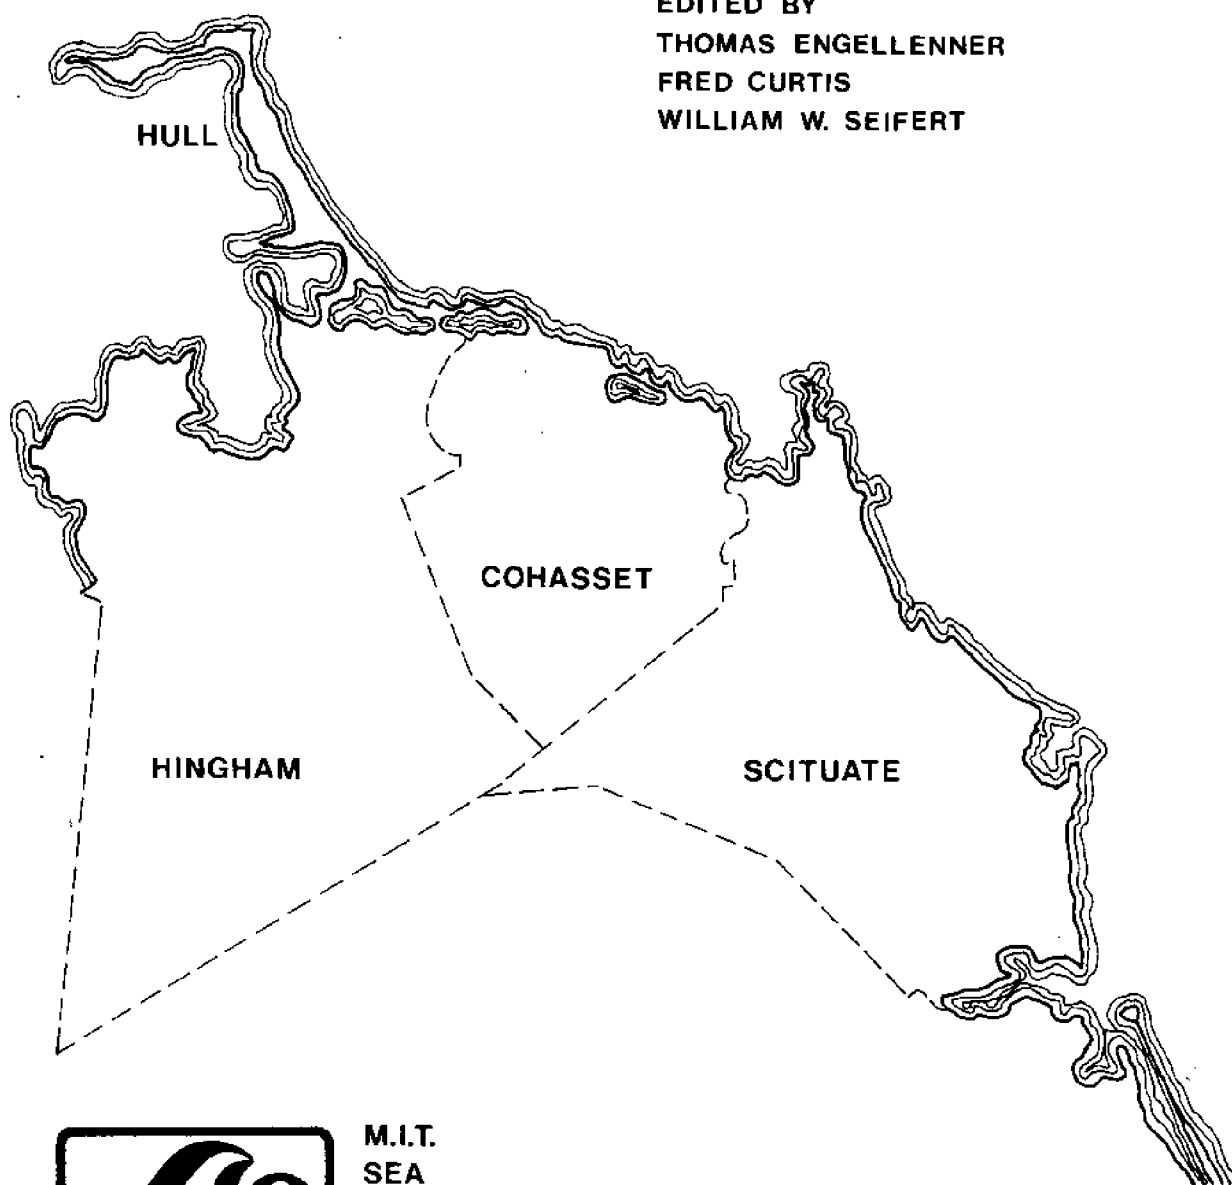 EDITED BY
THOMAS ENGELLENNER
FRED CURTIS
WILLIAM W. SEIFERT
HULL
COHASSET
HINGHAM
SCITUATE
M.I.T.
SEA